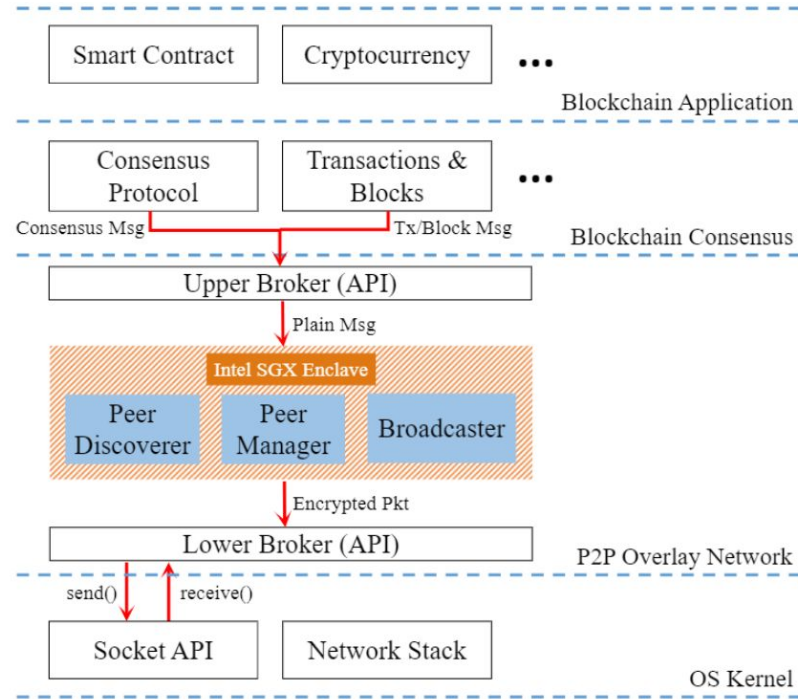 Smart Contract
Cryptocurrency
...
Blockchain Application
Consensus
Protocol
Transactions &
Blocks
...
Consensus Msg
Tx/Block Msg
Blockchain Consensus
Upper Broker (API)
Plain Msg
Intel SGX Enclave
Peer
Discoverer
Peer
Manager
Broadcaster
Encrypted Pkt
Lower Broker (API)
P2P Overlay Network
send()
receive()
Socket API
Network Stack
OS Kernel